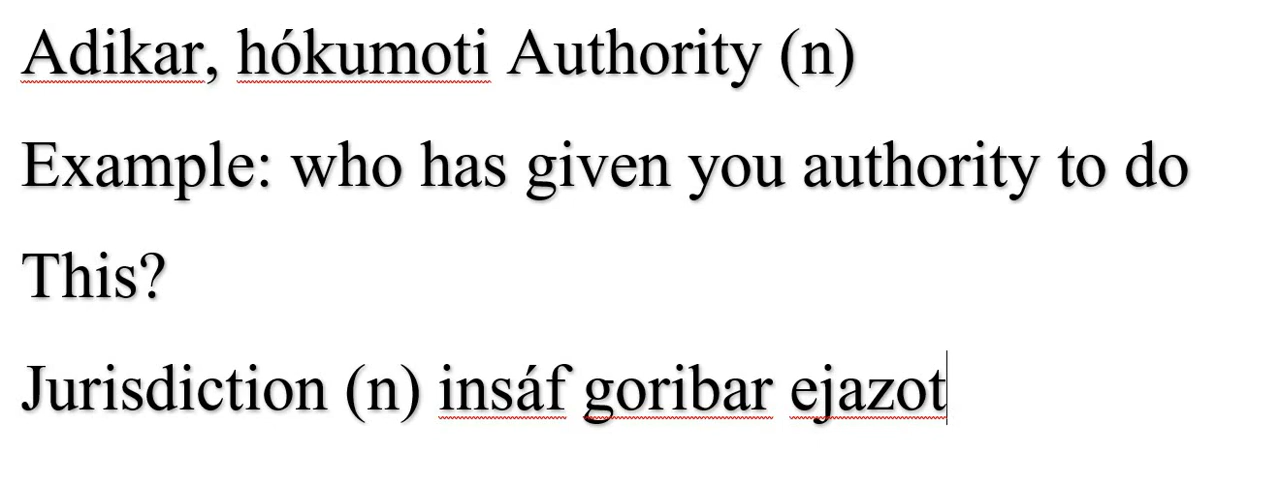 Adikar, hókumoti Authority (n)
Example: who has given you authority to do
This?
Jurisdiction (n) insáf goribar ejazot